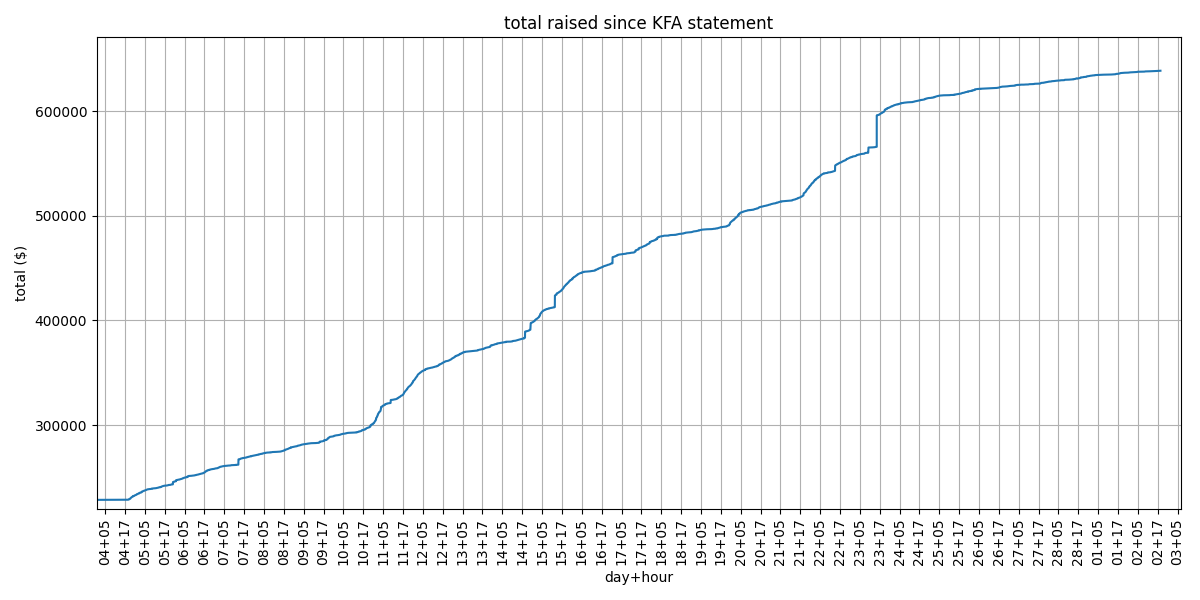 total raised since KFA statement
total ($)
600000
500000
400000
300000
04+05 04+17 05+05 05+17 06+05 06+17 07+05 07+17 08+05 08+17 09+05 09+17 10+05 10+17 11+05 11+17 12+05 12+17 13+05 13+17 14+05 14+17 15+05 15+17 16+05 16+17 17+05 17+17 18+05 18+17 19+05 19+17 20+05 20+17 21+05 21+17 22+05 22+17 23+05 23+17 24+05 24+17 25+05 25+17 26+05 26+17 27+05 27+17 28+05 28+17 01+05 01+17 02+05 02+17 03+05
day+hour